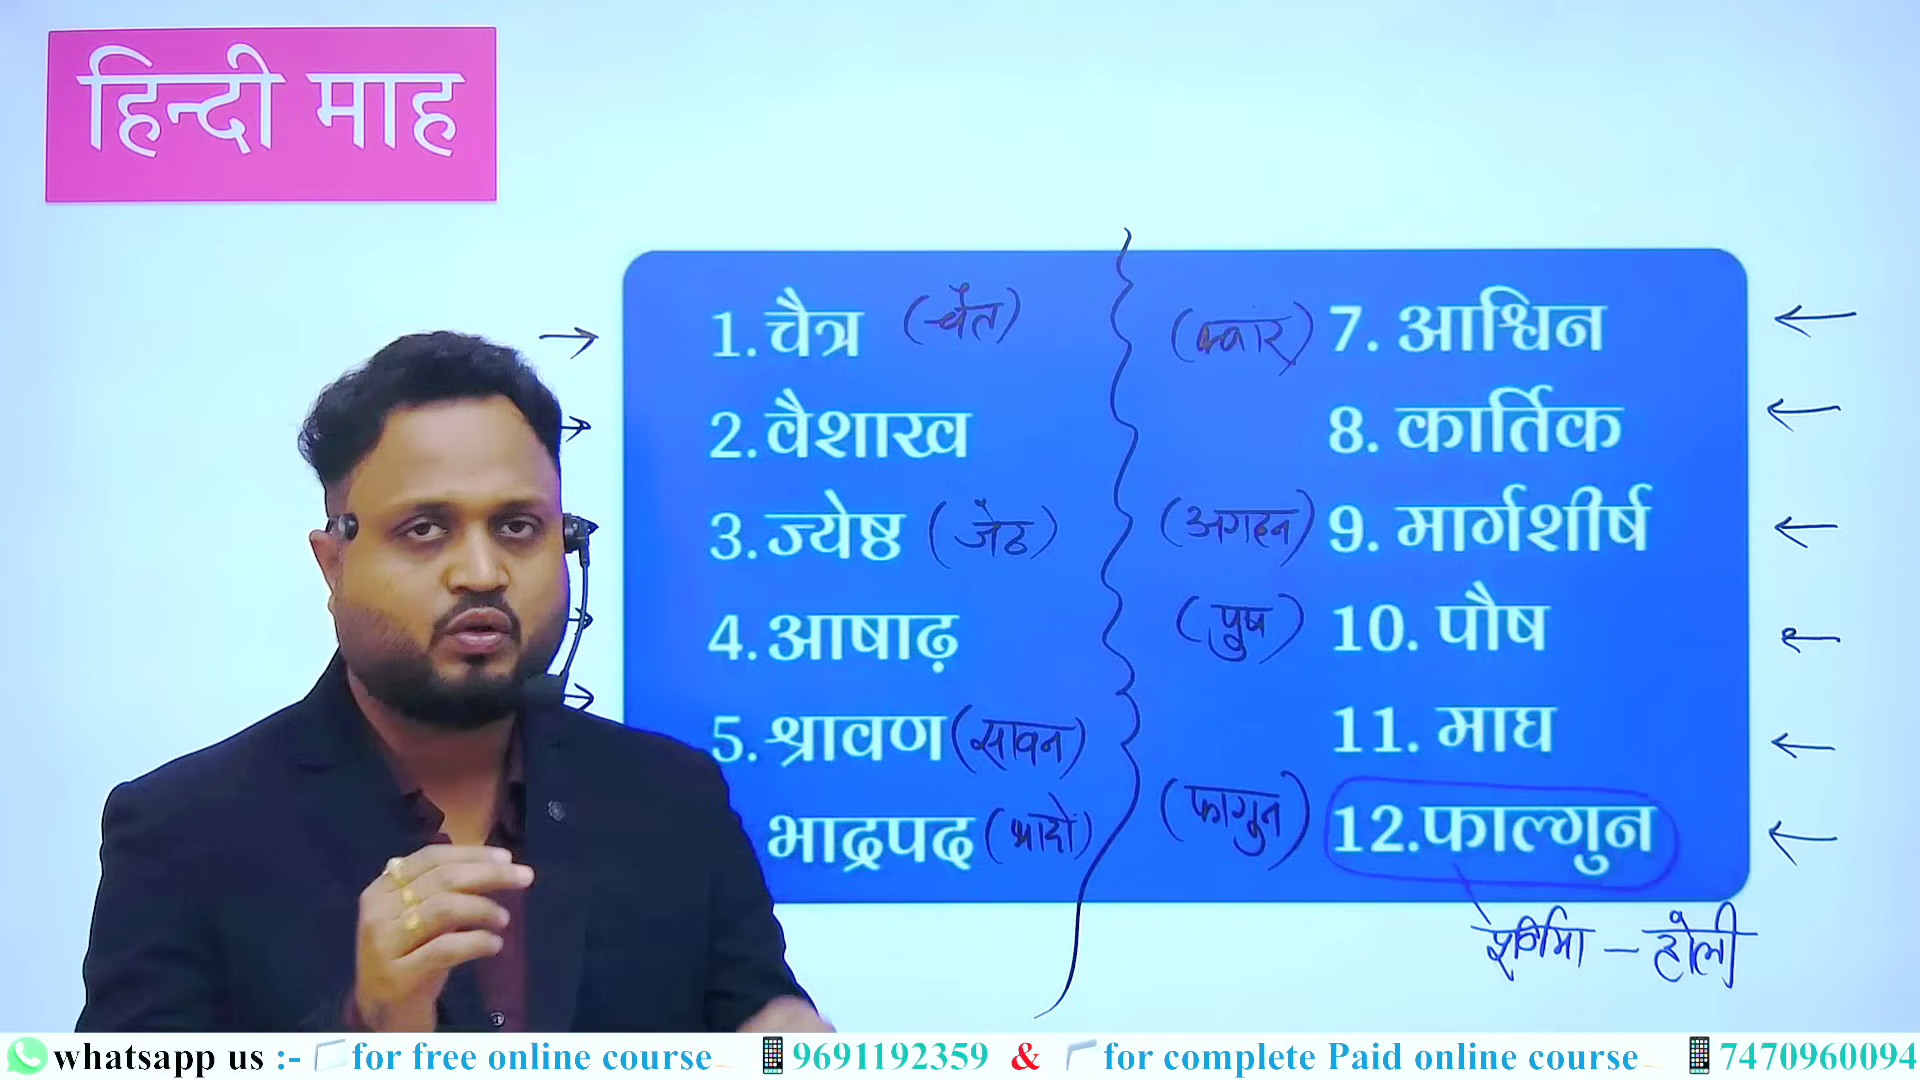 हिन्दी माह
1. चैत्र (चैत)
2. वैशाख
3. ज्येष्ठ (जेठ)
4. आषाढ़
5. श्रावण (सावन)
भाद्रपद (भादो)
(क्वार) 7. आश्विन
8. कार्तिक
(अगहन) 9. मार्गशीर्ष
(पुष) 10. पौष
11. माघ
(फागुन) 12. फाल्गुन
पूर्णिमा – होली
whatsapp us :- for free online course 9691192359 & for complete Paid online course 7470960094